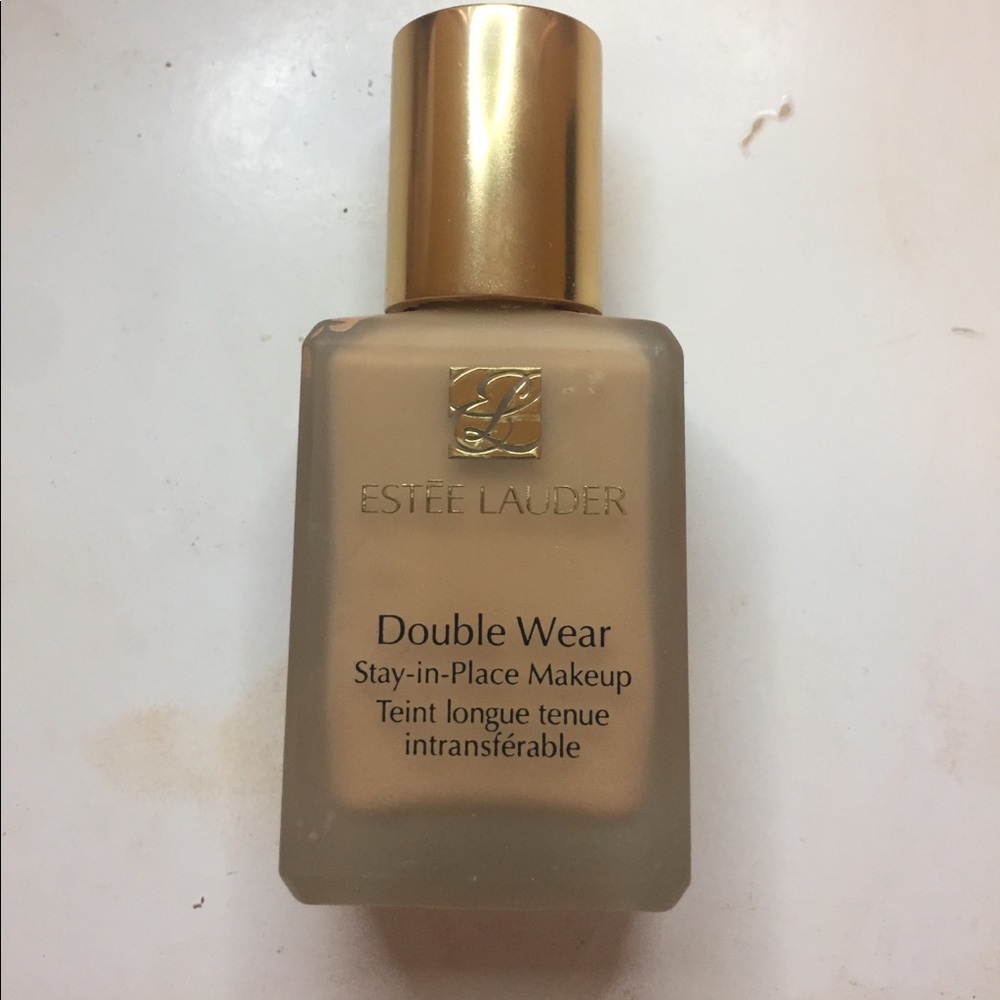 ESTĒE LAUDER
Double Wear
Stay-in-Place Makeup
Teint longue tenue
intransférable